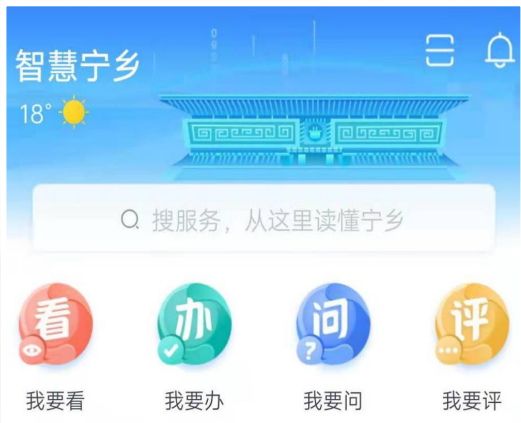 智慧宁乡
18°
搜服务，从这里读懂宁乡
看 办 问 评
我要看 我要办 我要问 我要评